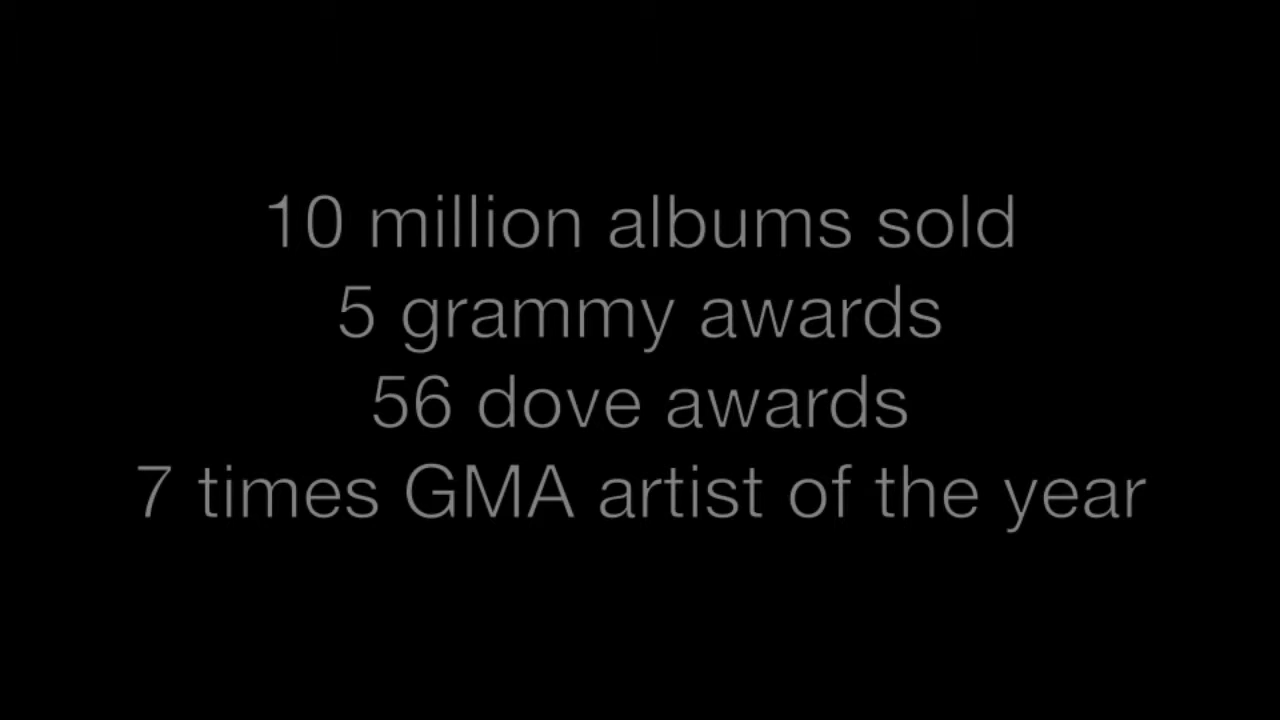 10 million albums sold
5 grammy awards
56 dove awards
7 times GMA artist of the year